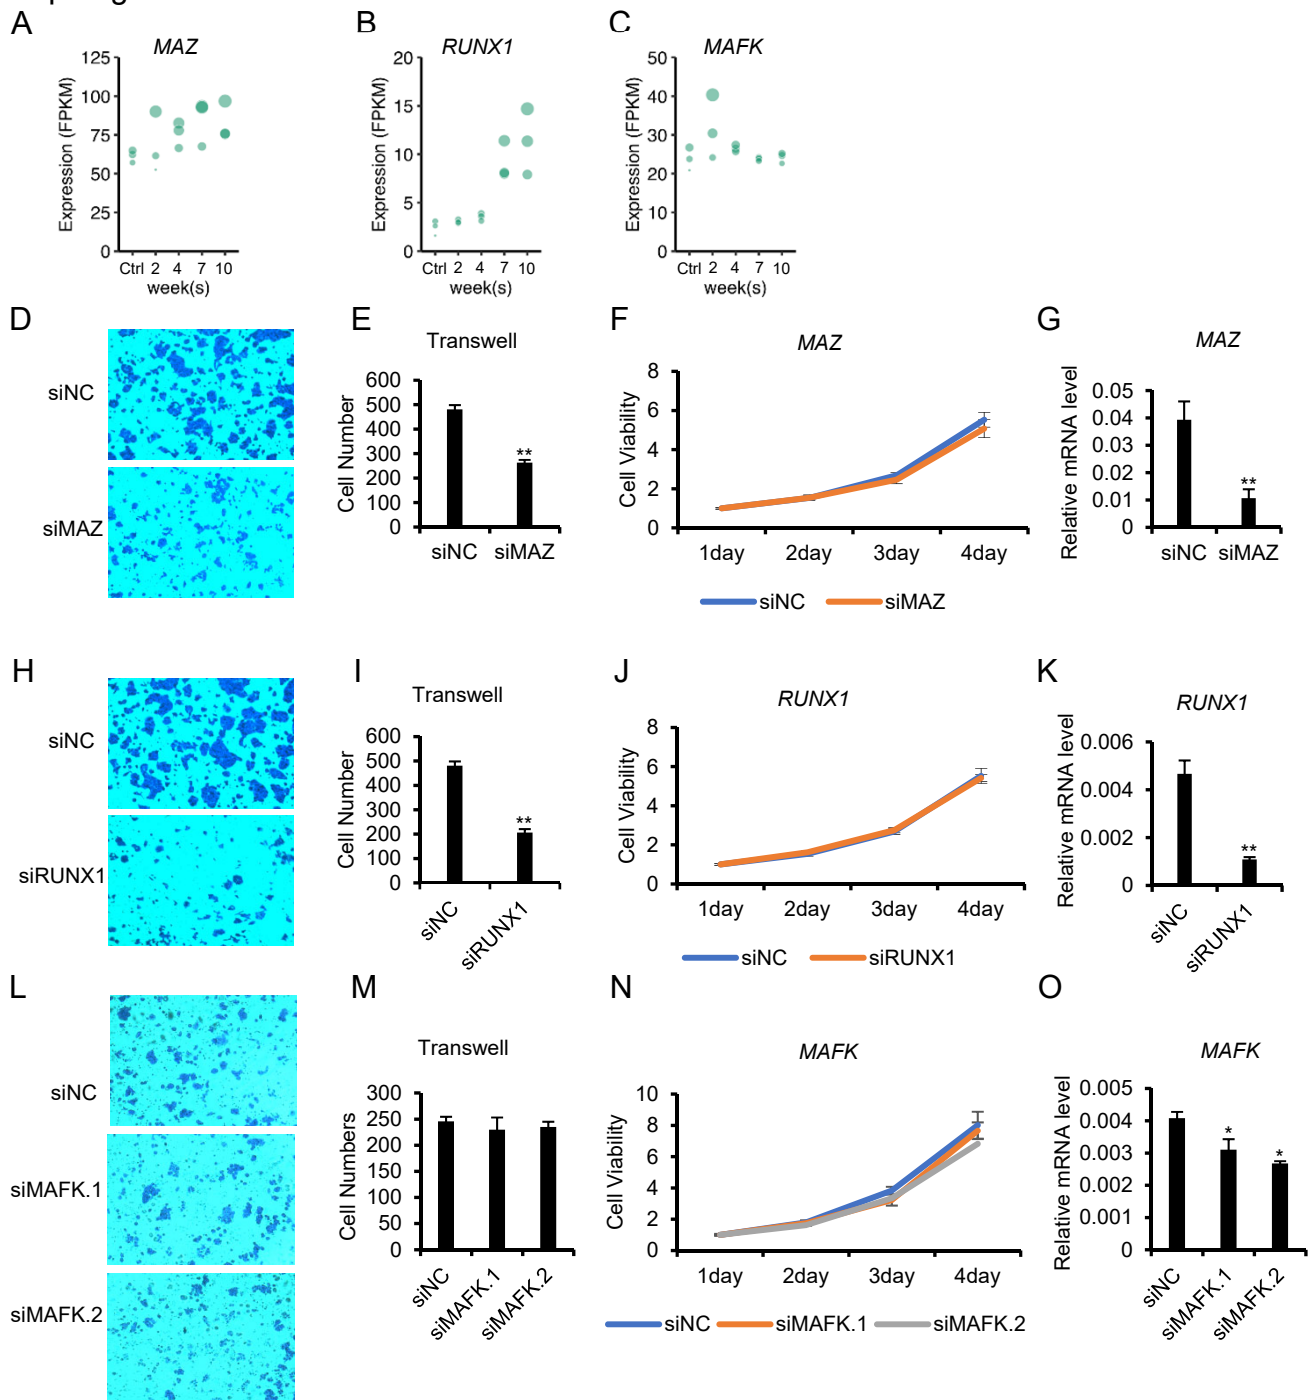 A
MAZ
Expression (FPKM)
125
100
75
50
25
0
Ctrl 2 4 7 10
week(s)
B
RUNX1
Expression (FPKM)
20
15
10
5
0
Ctrl 2 4 7 10
week(s)
C
MAFK
Expression (FPKM)
50
40
30
20
10
0
Ctrl 2 4 7 10
week(s)
D
siNC
siMAZ
E
Transwell
Cell Number
600
500
400
300
200
100
0
**
siNC siMAZ
F
MAZ
Cell Viability
8
6
4
2
0
1day 2day 3day 4day
siNC siMAZ
G
MAZ
Relative mRNA level
0.05
0.04
0.03
0.02
0.01
0
**
siNC siMAZ
H
siNC
siRUNX1
I
Transwell
Cell Number
600
500
400
300
200
100
0
**
siNC siRUNX1
J
RUNX1
Cell Viability
8
6
4
2
0
1day 2day 3day 4day
siNC siRUNX1
K
RUNX1
Relative mRNA level
0.006
0.004
0.002
0
**
siNC siRUNX1
L
siNC
siMAFK.1
siMAFK.2
M
Transwell
Cell Numbers
300
250
200
150
100
50
0
siNC siMAFK.1 siMAFK.2
N
MAFK
Cell Viability
10
8
6
4
2
0
1day 2day 3day 4day
siNC siMAFK.1 siMAFK.2
O
MAFK
Relative mRNA level
0.005
0.004
0.003
0.002
0.001
0
* *
siNC siMAFK.1 siMAFK.2